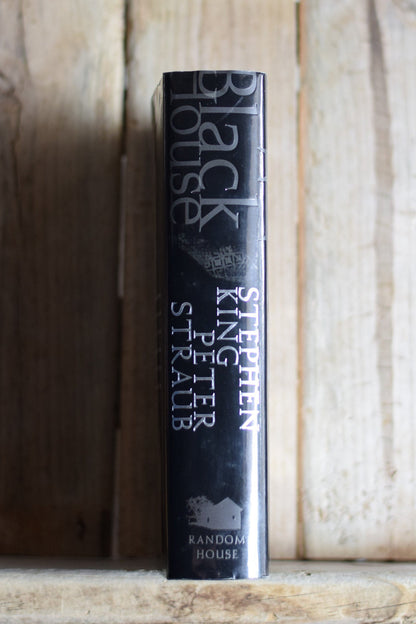 Black
House
STEPHEN
KING
PETER
STRAUB
RANDOM
HOUSE